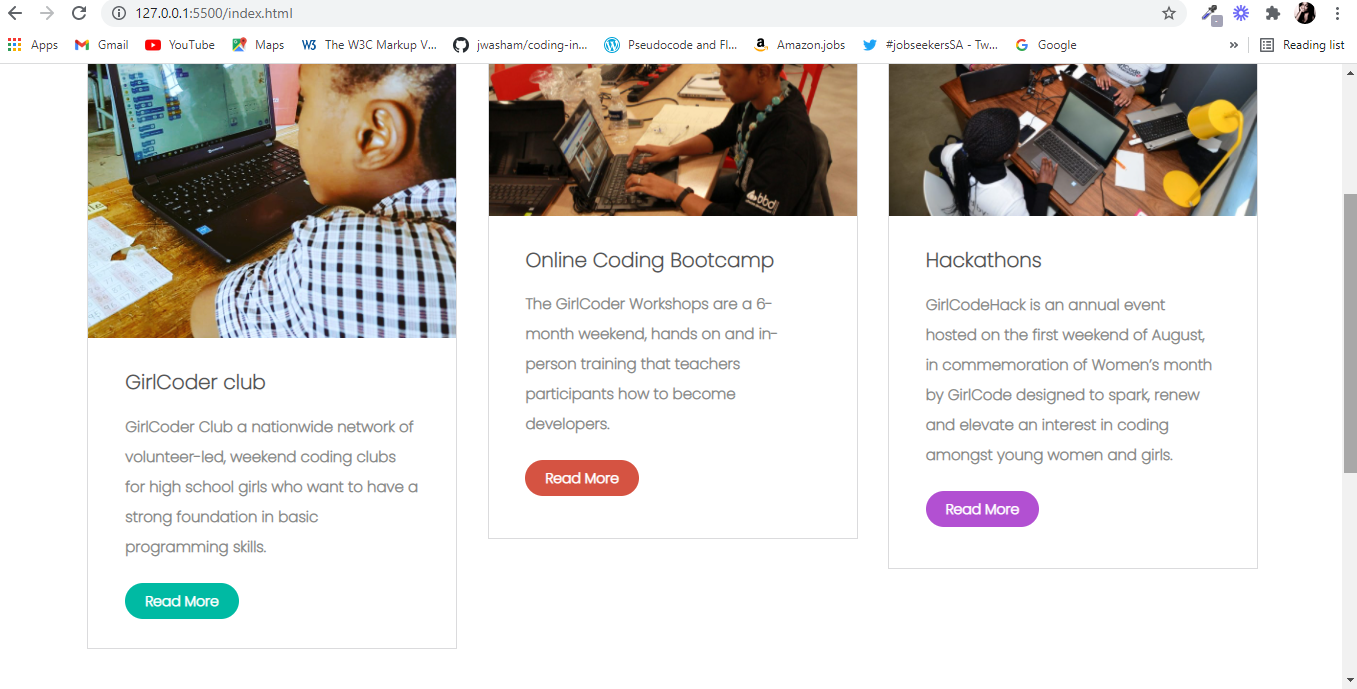 127.0.0.1:5500/index.html
Apps
Gmail
YouTube
Maps
The W3C Markup V...
jwasham/coding-in...
Pseudocode and Fl...
Amazon.jobs
#jobseekersSA - Tw...
Google
»
Reading list
bbd
GirlCoder club
GirlCoder Club a nationwide network of
volunteer-led, weekend coding clubs
for high school girls who want to have a
strong foundation in basic
programming skills.
Read More
Online Coding Bootcamp
The GirlCoder Workshops are a 6-
month weekend, hands on and in-
person training that teachers
participants how to become
developers.
Read More
Hackathons
GirlCodeHack is an annual event
hosted on the first weekend of August,
in commemoration of Women's month
by GirlCode designed to spark, renew
and elevate an interest in coding
amongst young women and girls.
Read More